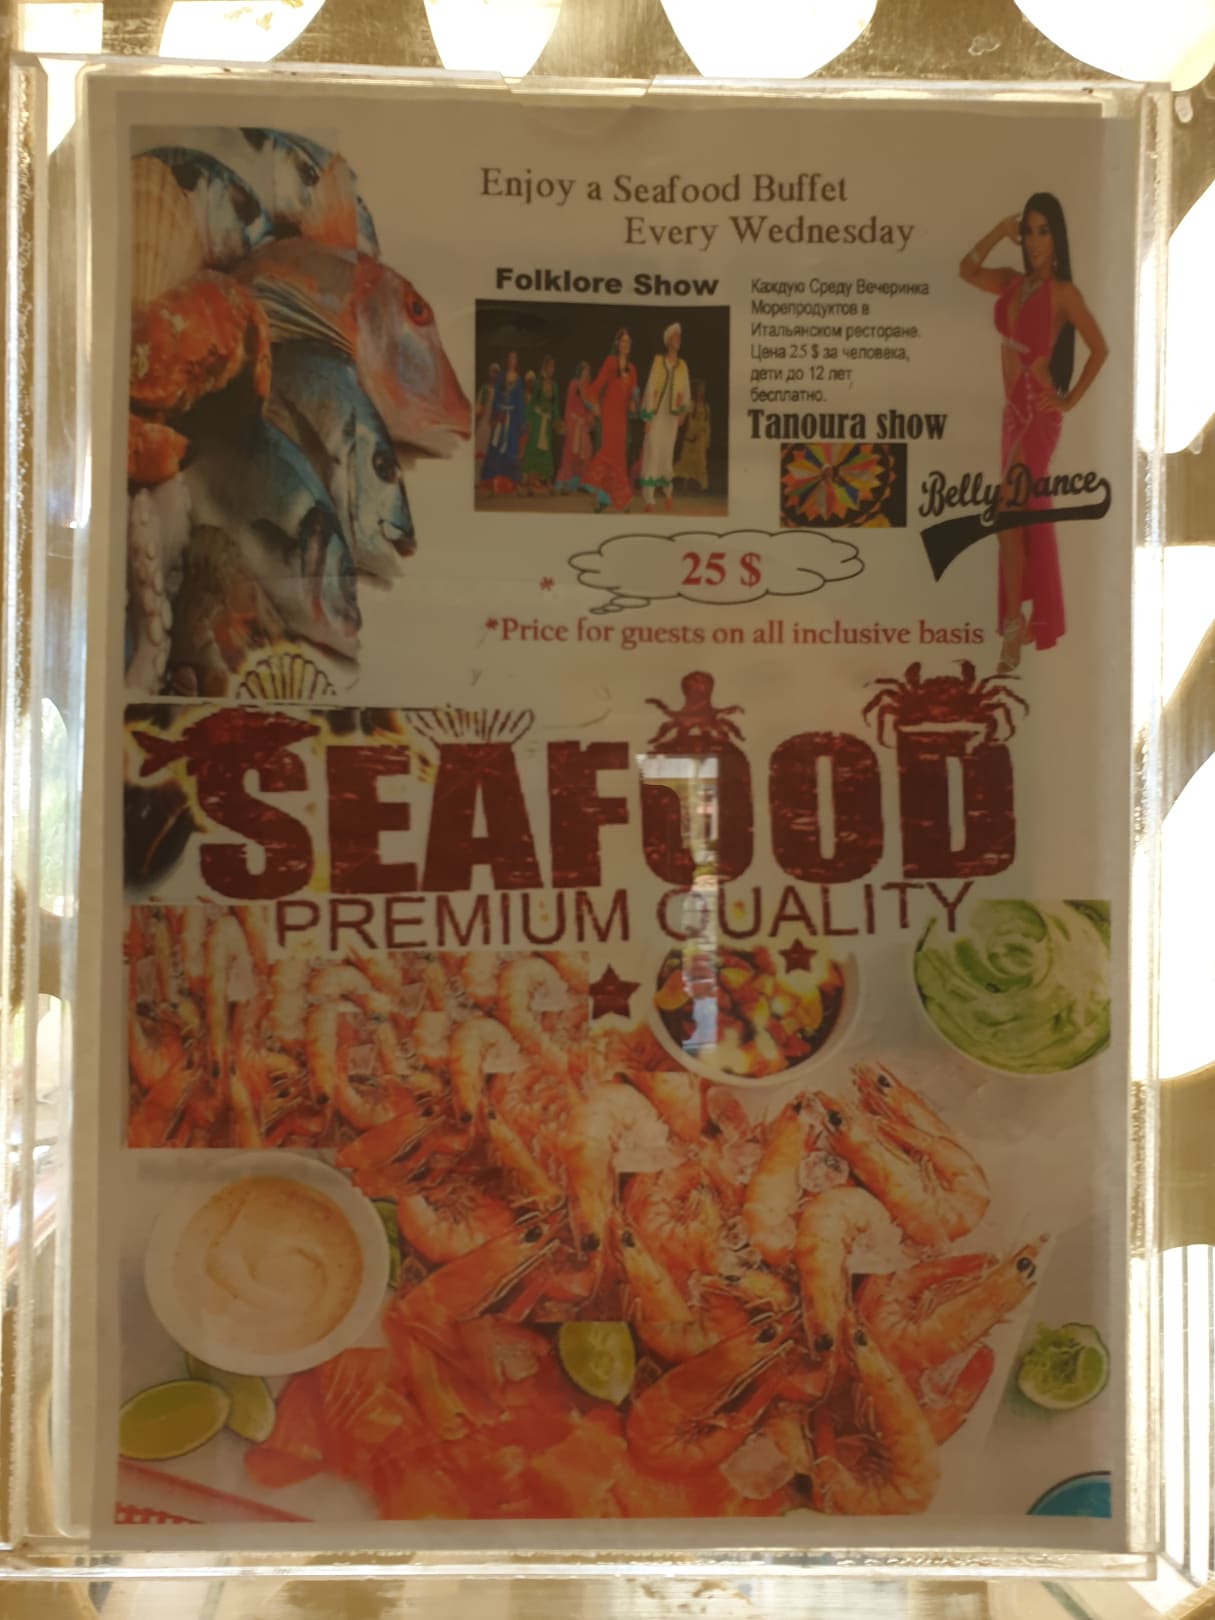 Enjoy a Seafood Buffet
Every Wednesday
Folklore Show
Каждую Среду Вечеринка
Морепродуктов в
Итальянском ресторане.
Цена 25 $ за человека,
дети до 12 лет,
бесплатно.
Tanoura show
Belly Dance
* 25 $
*Price for guests on all inclusive basis
SEAFOOD
PREMIUM QUALITY